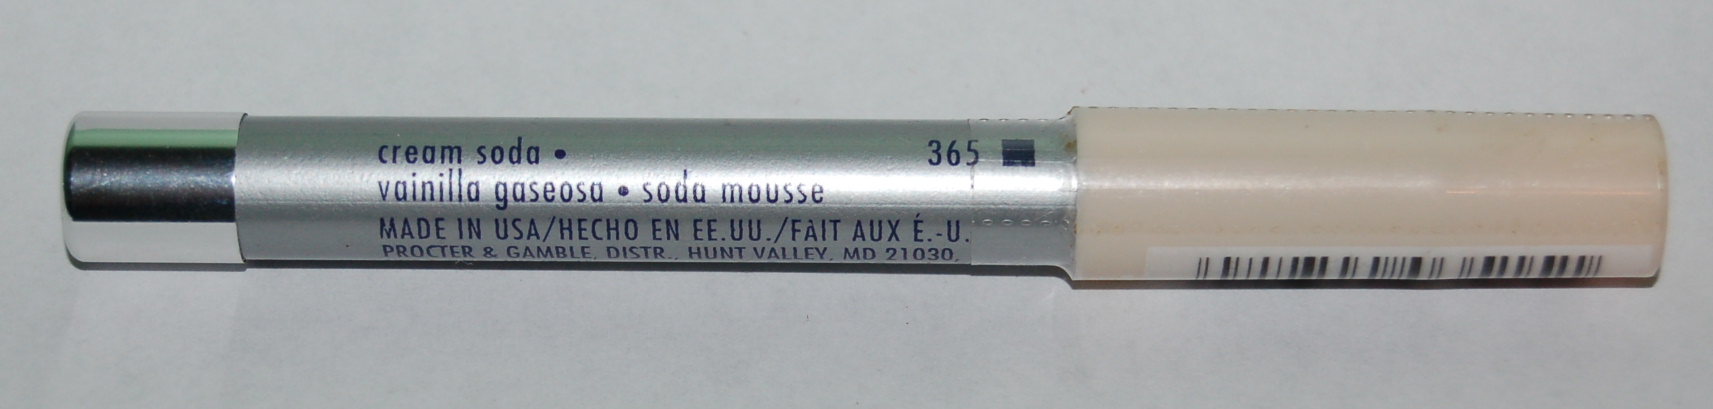 cream soda • 365
vainilla gaseosa • soda mousse
MADE IN USA/HECHO EN EE.UU./FAIT AUX É.-U.
PROCTER & GAMBLE, DISTR., HUNT VALLEY, MD 21030,